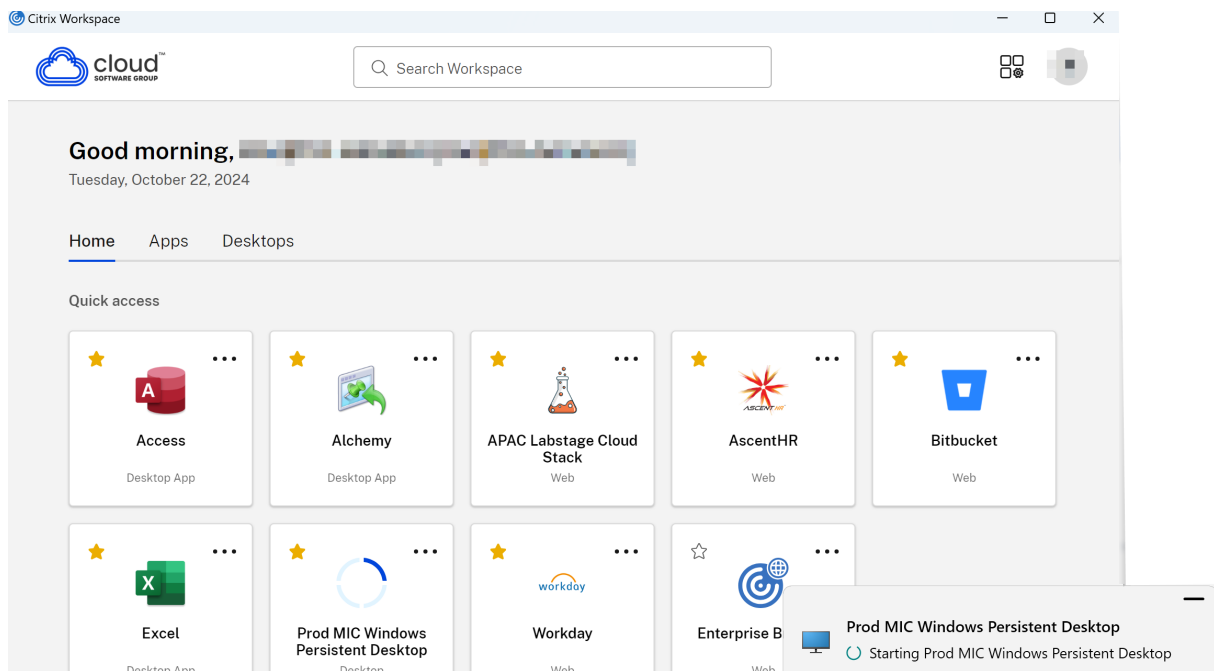 Citrix Workspace
cloud™
SOFTWARE GROUP
Search Workspace
Good morning,
Tuesday, October 22, 2024
Home Apps Desktops
Quick access
A
Access
Desktop App
Alchemy
Desktop App
APAC Labstage Cloud
Stack
Web
ASCENT HR
AscentHR
Web
Bitbucket
Web
X
Excel
Desktop App
Prod MIC Windows
Persistent Desktop
Desktop
workday
Workday
Web
Enterprise B
Web
Prod MIC Windows Persistent Desktop
Starting Prod MIC Windows Persistent Desktop